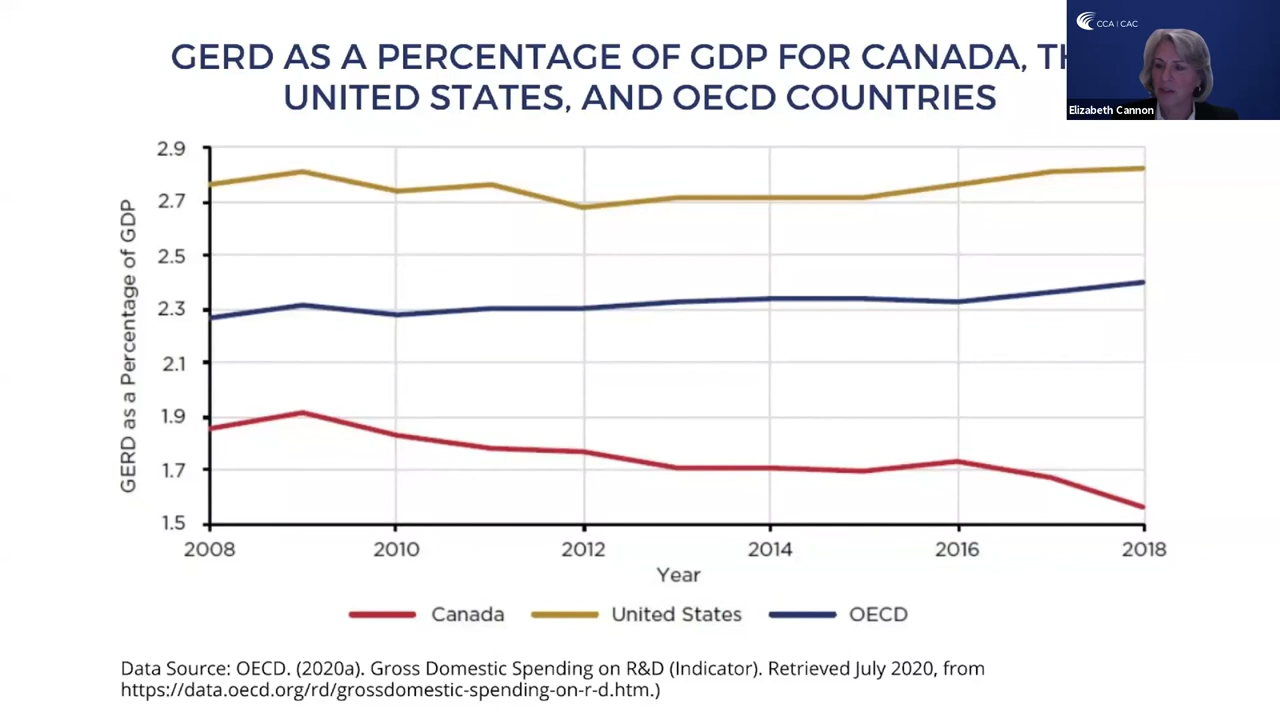 GERD AS A PERCENTAGE OF GDP FOR CANADA,
UNITED STATES, AND OECD COUNTRIES
CCA | CAC
Elizabeth Cannon
GERD as a Percentage of GDP
2.9
2.7
2.5
2.3
2.1
1.9
1.7
1.5
2008 2010 2012 2014 2016 2018
Year
Canada United States OECD
Data Source: OECD. (2020a). Gross Domestic Spending on R&D (Indicator). Retrieved July 2020, from
https://data.oecd.org/rd/grossdomestic-spending-on-r-d.htm.)